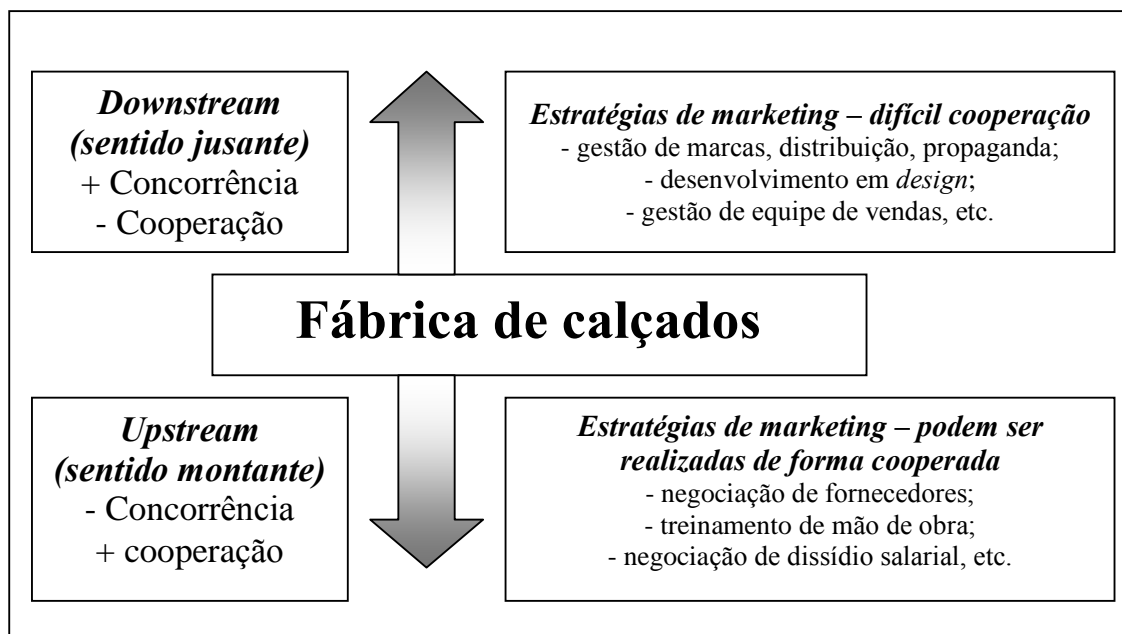 Downstream
(sentido jusante)
+ Concorrência
- Cooperação
Estratégias de marketing – difícil cooperação
- gestão de marcas, distribuição, propaganda;
- desenvolvimento em design;
- gestão de equipe de vendas, etc.
Fábrica de calçados
Upstream
(sentido montante)
- Concorrência
+ cooperação
Estratégias de marketing – podem ser
realizadas de forma cooperada
- negociação de fornecedores;
- treinamento de mão de obra;
- negociação de dissídio salarial, etc.